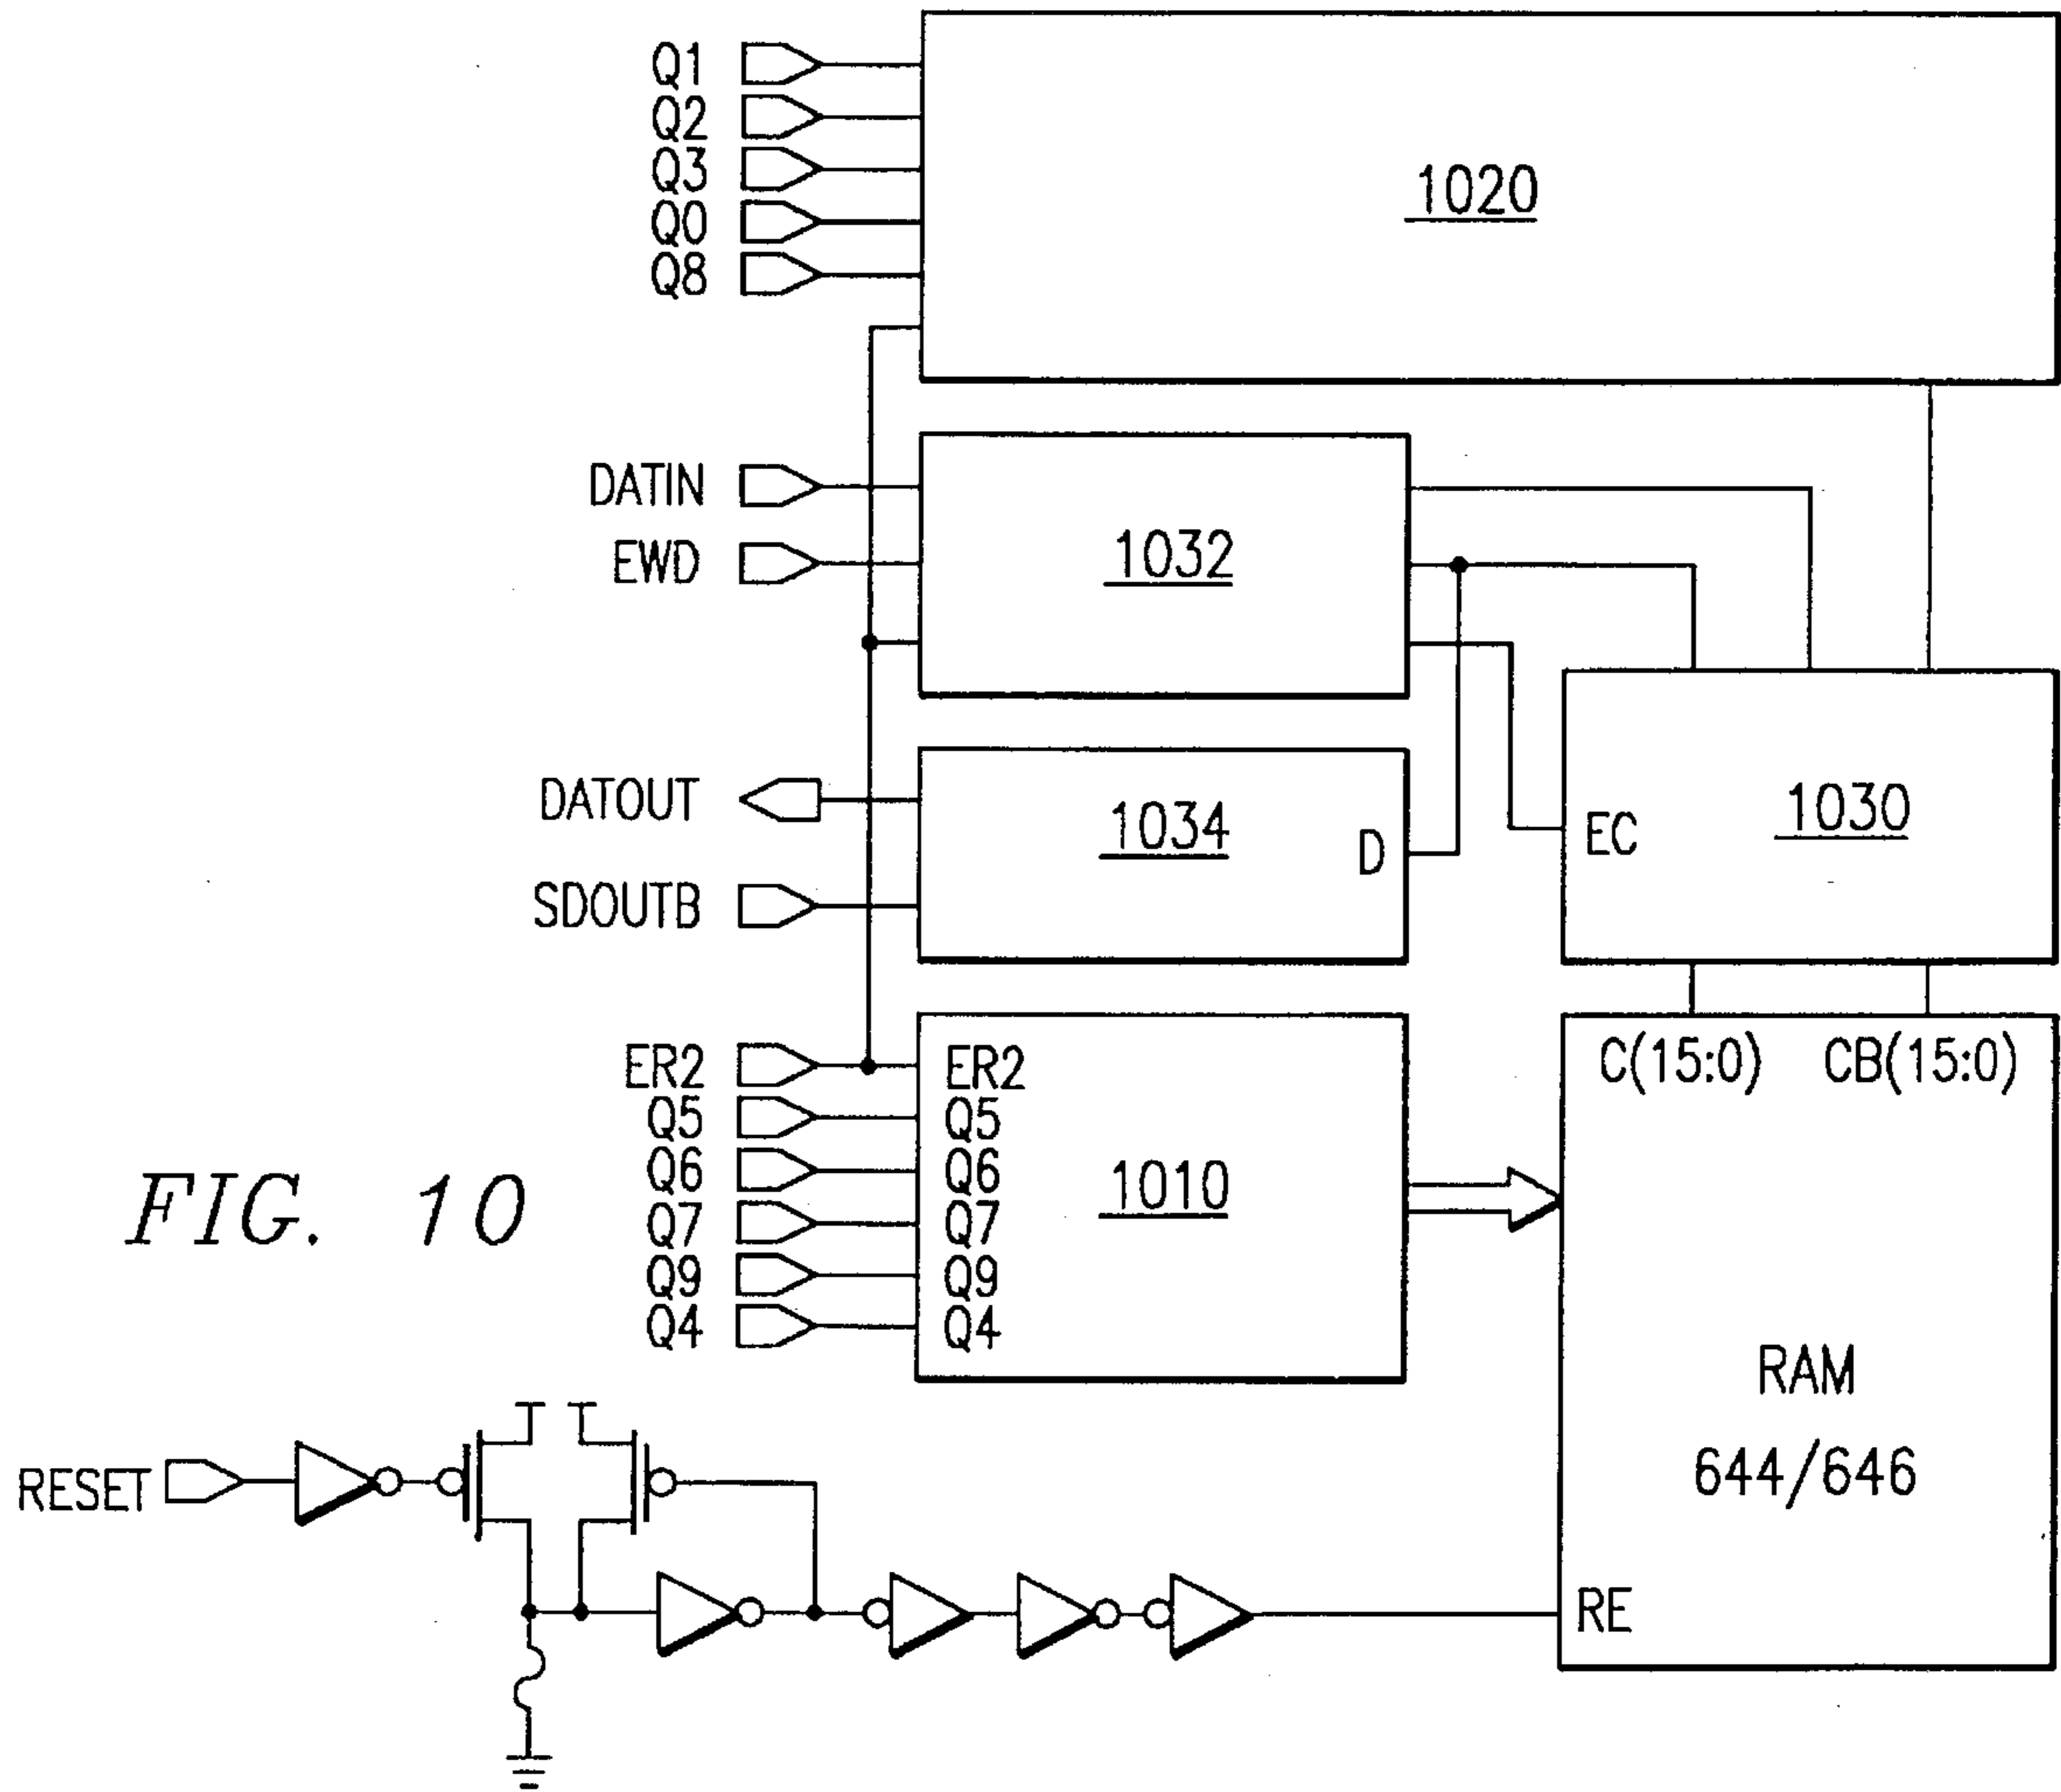 Q1
Q2
Q3
Q0
Q8
1020
DATIN
EWD
1032
DATOUT
SDOUTB
1034
D
EC
1030
ER2
Q5
Q6
Q7
Q9
Q4
ER2
Q5
Q6
Q7
Q9
Q4
1010
C(15:0) CB(15:0)
RAM
644/646
RE
FIG. 10
RESET